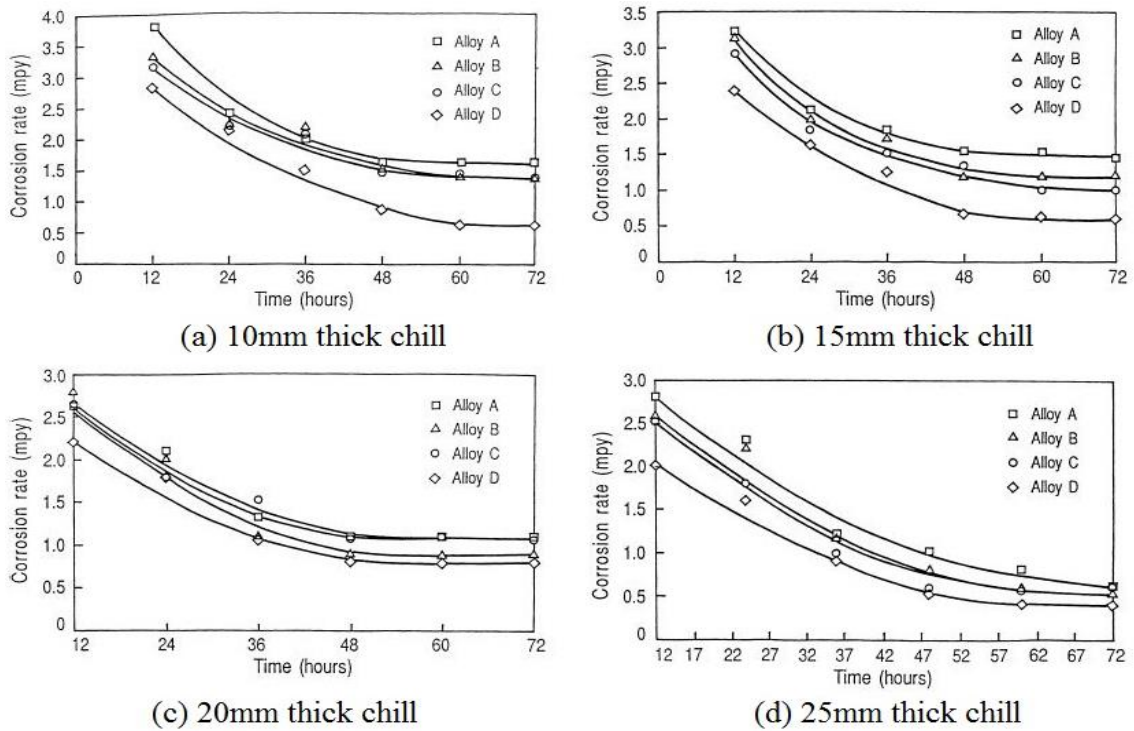 4.0
3.5
3.0
2.5
2.0
1.5
1.0
0.5
0
Corrosion rate (mpy)
Alloy A
Alloy B
Alloy C
Alloy D
0 12 24 36 48 60 72
Time (hours)
(a) 10mm thick chill
3.5
3.0
2.5
2.0
1.5
1.0
0.5
0
Corrosion rate (mpy)
Alloy A
Alloy B
Alloy C
Alloy D
0 12 24 36 48 60 72
Time (hours)
(b) 15mm thick chill
3.0
2.5
2.0
1.5
1.0
0.5
0
Corrosion rate (mpy)
Alloy A
Alloy B
Alloy C
Alloy D
12 24 36 48 60 72
Time (hours)
(c) 20mm thick chill
3.0
2.5
2.0
1.5
1.0
0.5
0
Corrosion rate (mpy)
Alloy A
Alloy B
Alloy C
Alloy D
12 17 22 27 32 37 42 47 52 57 62 67 72
Time (hours)
(d) 25mm thick chill